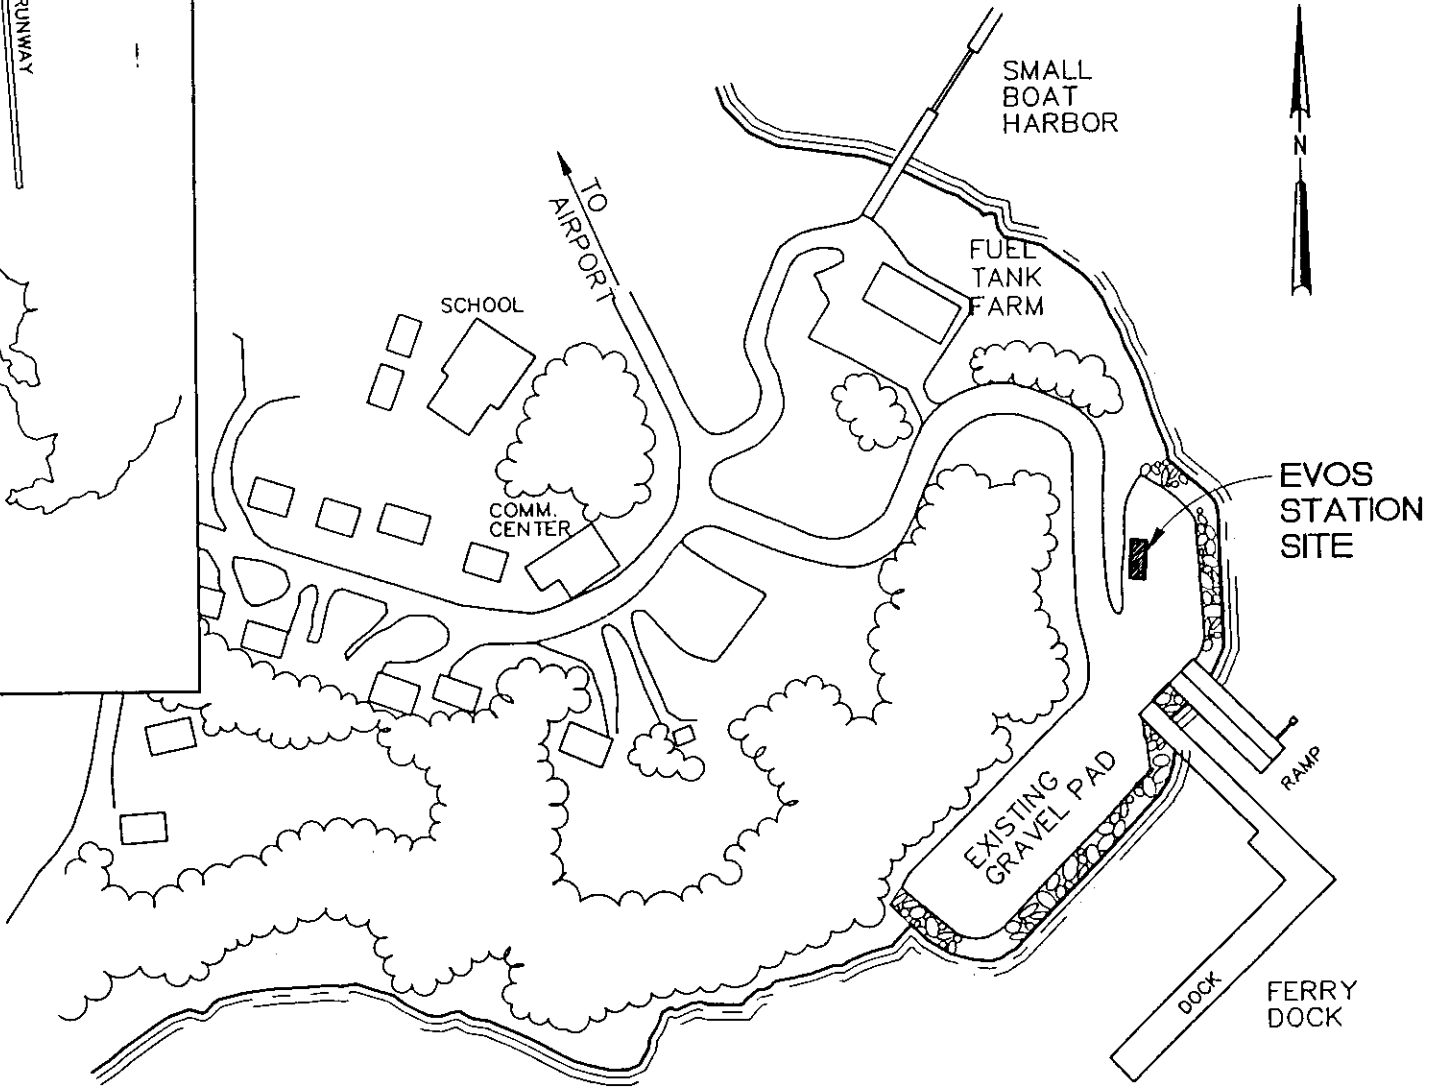 RUNWAY
SMALL
BOAT
HARBOR
N
TO
AIRPORT
FUEL
TANK
FARM
SCHOOL
COMM.
CENTER
EVOS
STATION
SITE
RAMP
EXISTING
GRAVEL PAD
DOCK
FERRY
DOCK